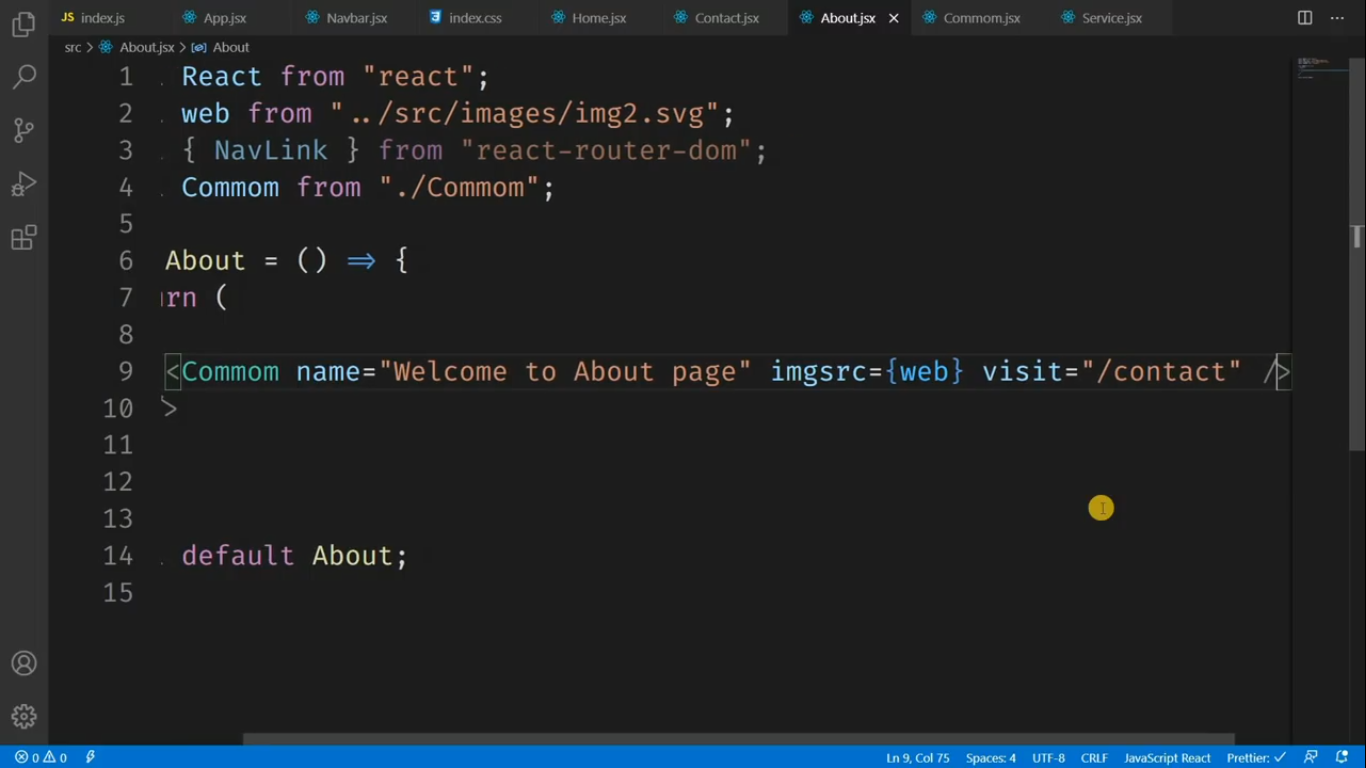 index.js App.jsx Navbar.jsx index.css Home.jsx Contact.jsx About.jsx Commom.jsx Service.jsx
src > About.jsx > About
1 React from "react";
2 web from "../src/images/img2.svg";
3 { NavLink } from "react-router-dom";
4 Commom from "./Commom";
5
6 About = () => {
7 rn (
8
9 <Commom name="Welcome to About page" imgsrc={web} visit="/contact" />
10 >
11
12
13
14 default About;
15
0 0 Ln 9, Col 75 Spaces: 4 UTF-8 CRLF JavaScript React Prettier: ✓